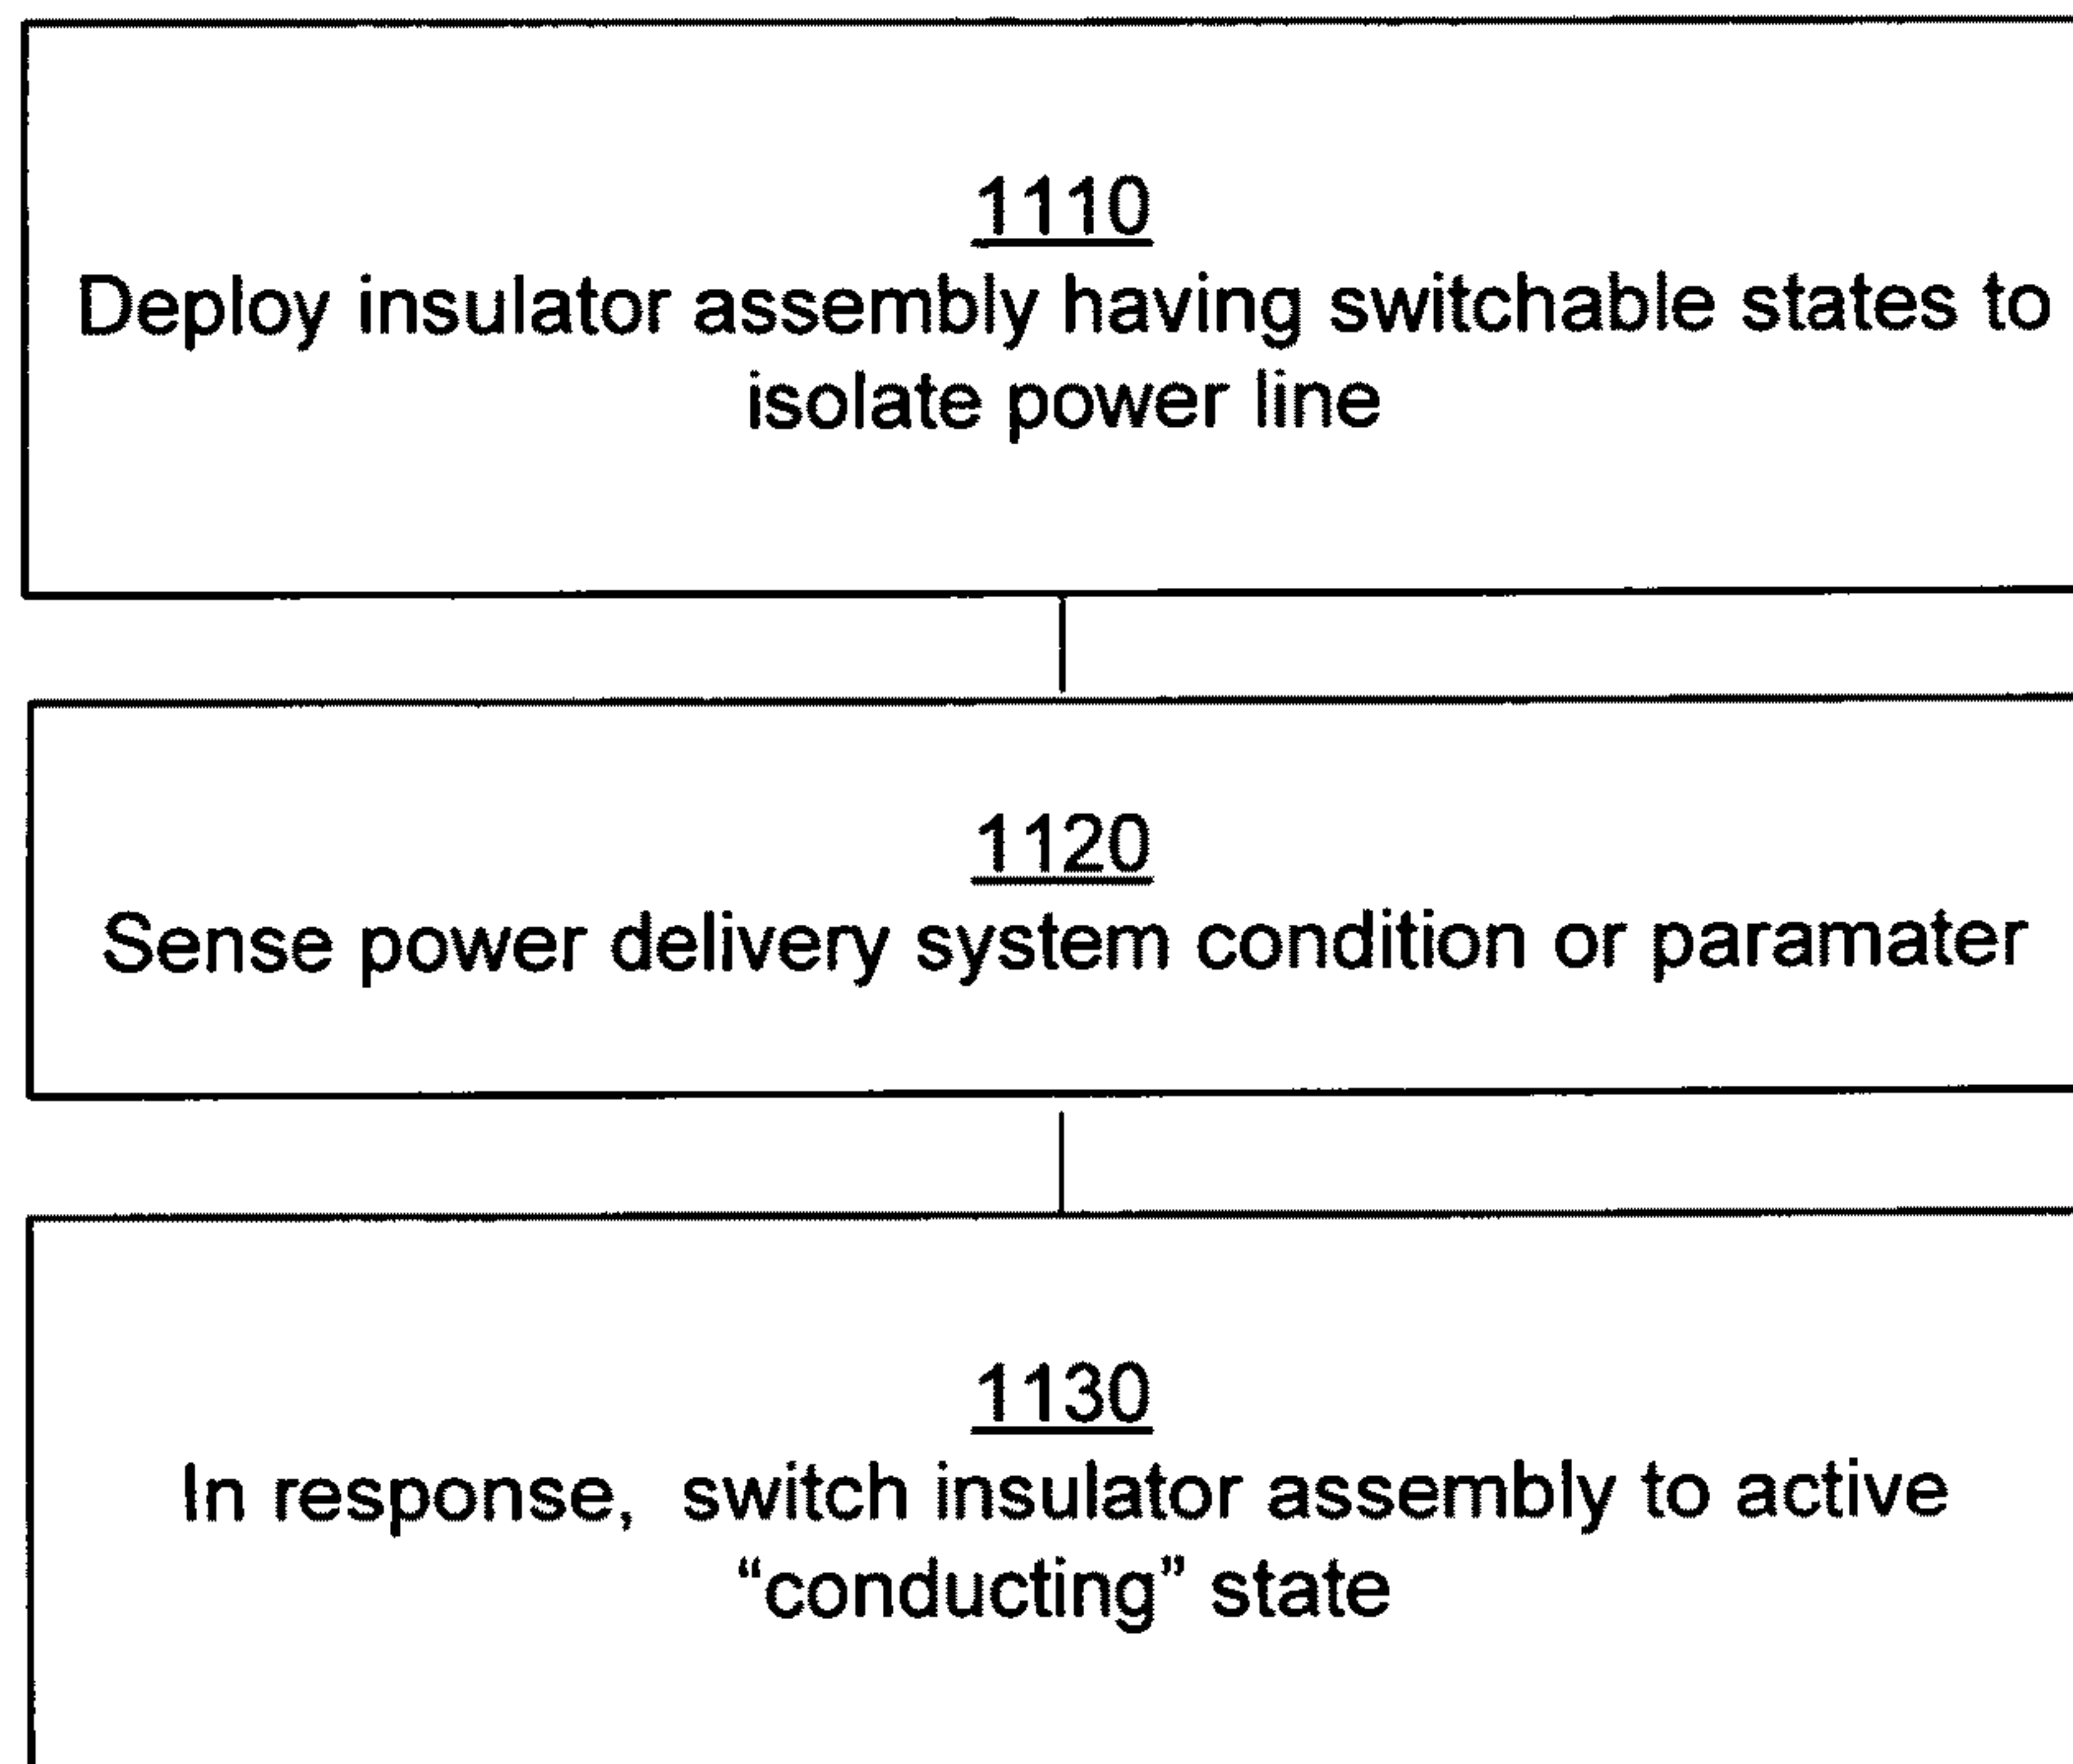 1110
Deploy insulator assembly having switchable states to
isolate power line
1120
Sense power delivery system condition or paramater
1130
In response, switch insulator assembly to active
“conducting” state